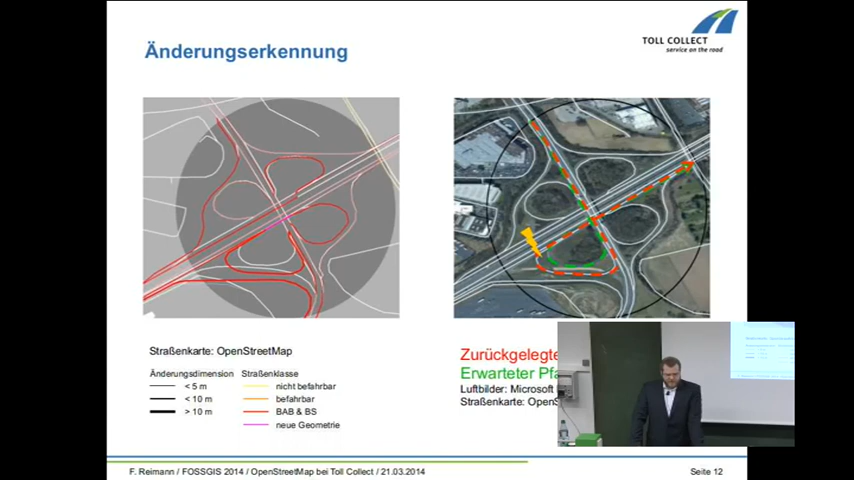 TOLL COLLECT
service on the road
Änderungserkennung
Straßenkarte: OpenStreetMap
Änderungsdimension
< 5 m
< 10 m
> 10 m
Straßenklasse
nicht befahrbar
befahrbar
BAB & BS
neue Geometrie
Zurückgelegte
Erwarteter
Luftbilder: Microsoft
Straßenkarte:
F. Reimann / FOSSGIS 2014 / OpenStreetMap bei Toll Collect / 21.03.2014
Seite 12